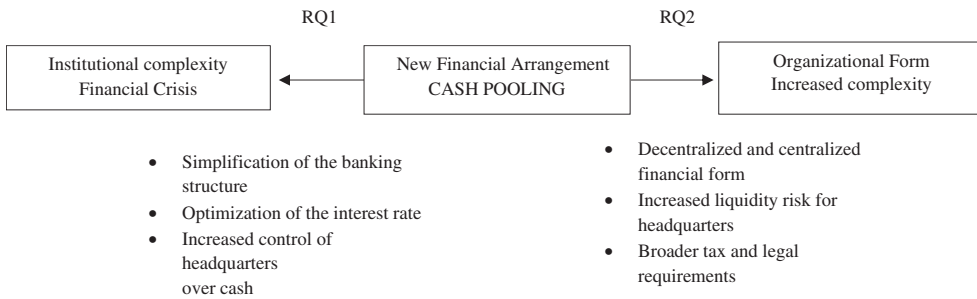 RQ1
RQ2
Institutional complexity
Financial Crisis
New Financial Arrangement
CASH POOLING
Organizational Form
Increased complexity
• Simplification of the banking
structure
• Optimization of the interest rate
• Increased control of
headquarters
over cash
• Decentralized and centralized
financial form
• Increased liquidity risk for
headquarters
• Broader tax and legal
requirements